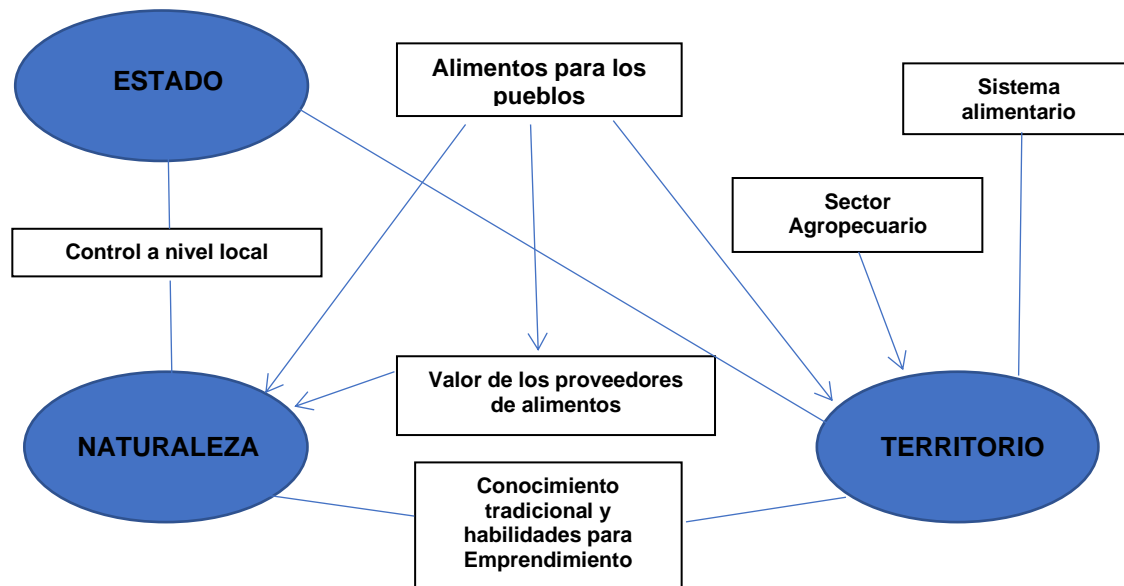 ESTADO
Alimentos para los
pueblos
Sistema
alimentario
Sector
Agropecuario
Control a nivel local
Valor de los proveedores
de alimentos
NATURALEZA
TERRITORIO
Conocimiento
tradicional y
habilidades para
Emprendimiento